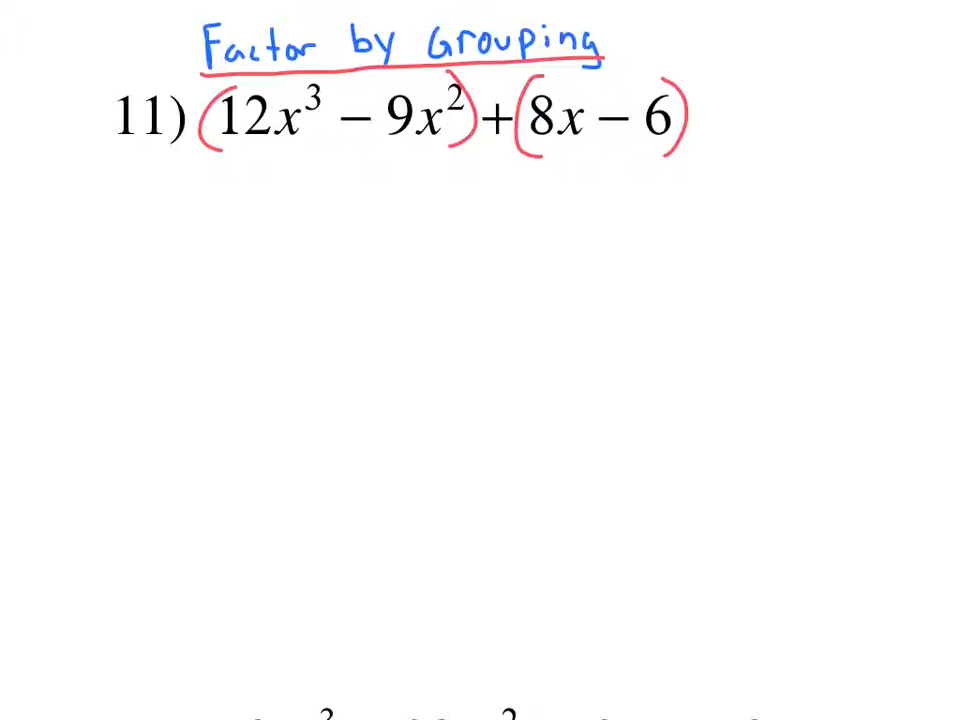 Factor by Grouping
11) (12x³ − 9x²) + (8x − 6)